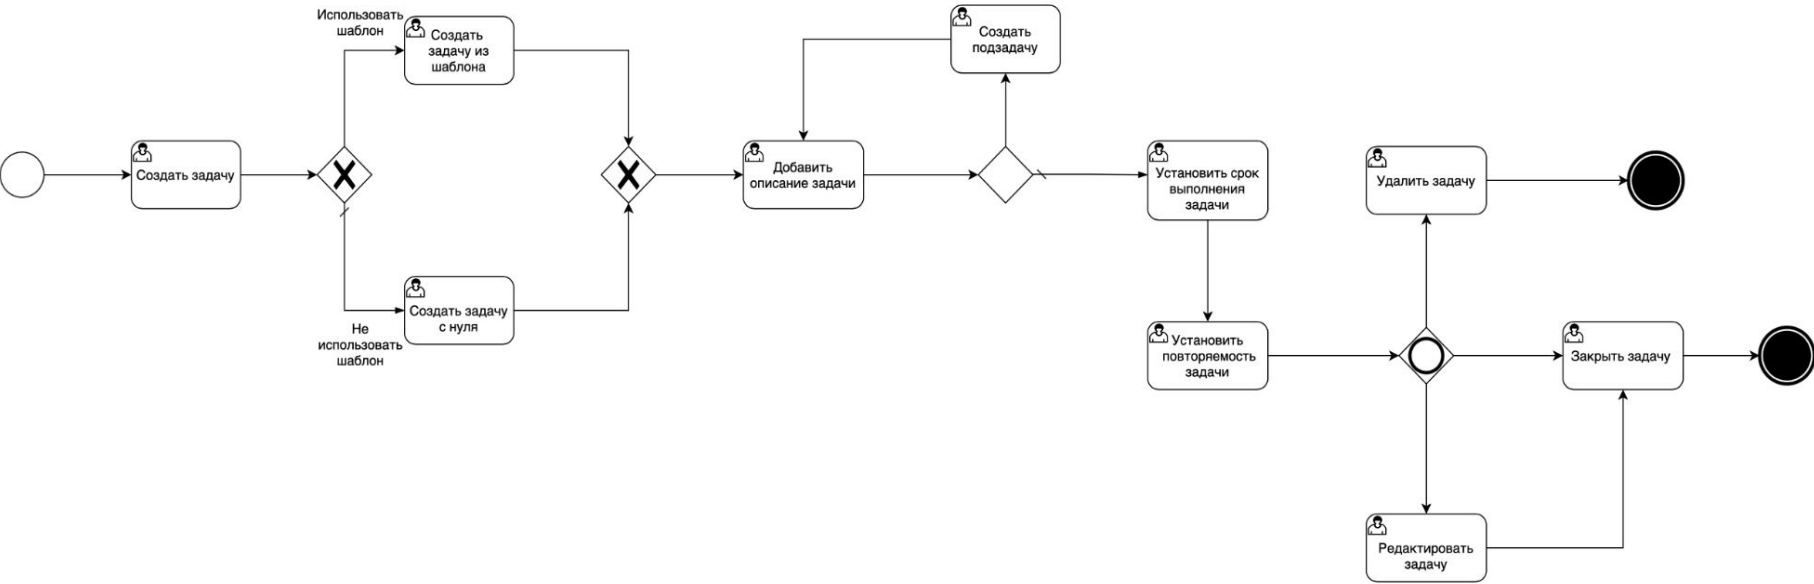 Использовать
шаблон
Создать
задачу из
шаблона
Создать задачу
Не
использовать
шаблон
Создать задачу
с нуля
Добавить
описание задачи
Создать
подзадачу
Установить срок
выполнения
задачи
Установить
повторяемость
задачи
Удалить задачу
Закрыть задачу
Редактировать
задачу